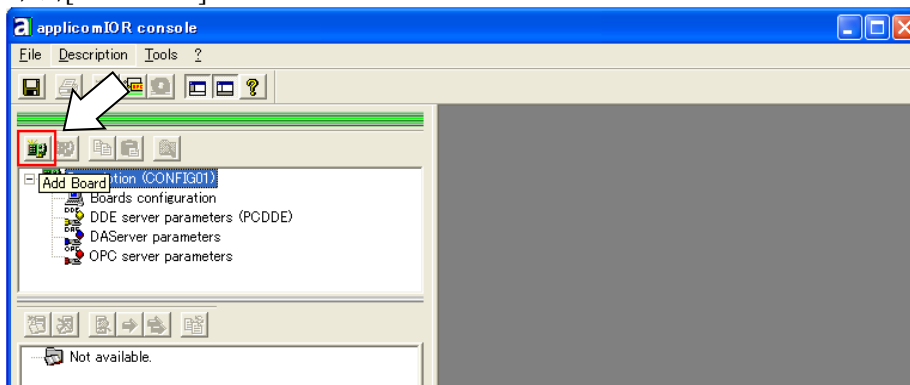 applicomIOR console
File Description Tools ?
Add Board
tion (CONFIG01)
Boards configuration
DDE server parameters (PCDDE)
DAServer parameters
OPC server parameters
Not available.